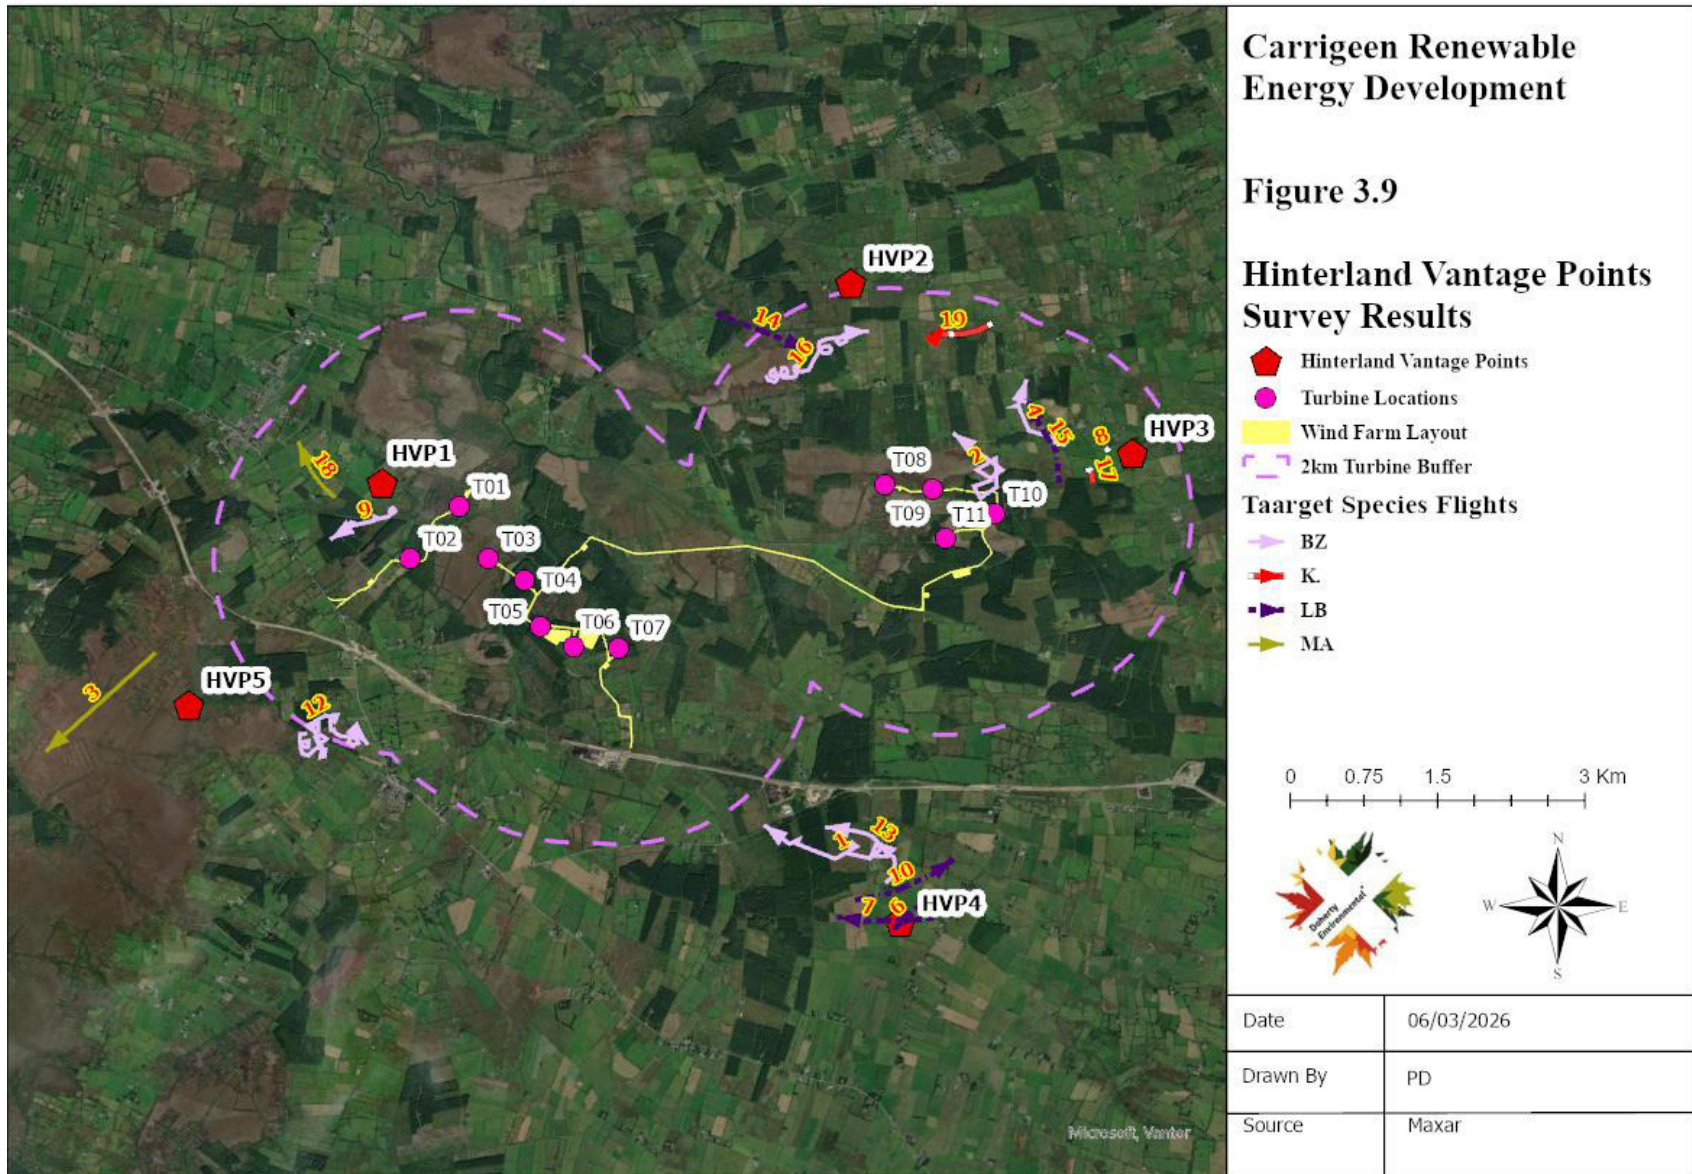 Carrigeen Renewable
Energy Development
Figure 3.9
Hinterland Vantage Points
Survey Results
Hinterland Vantage Points
Turbine Locations
Wind Farm Layout
2km Turbine Buffer
Taarget Species Flights
BZ
K.
LB
MA
0 0.75 1.5 3 Km
Doherty
Environmental
N
W E
S
Date 06/03/2026
Drawn By PD
Source Maxar
HVP2
14
19
16
HVP1
18
9
T01
T02
T03
T04
T05
T06
T07
4
15
8
17
HVP3
2
T08
T09
T10
T11
HVP5
3
12
13
1
10
7
6
HVP4
Microsoft, Vantor